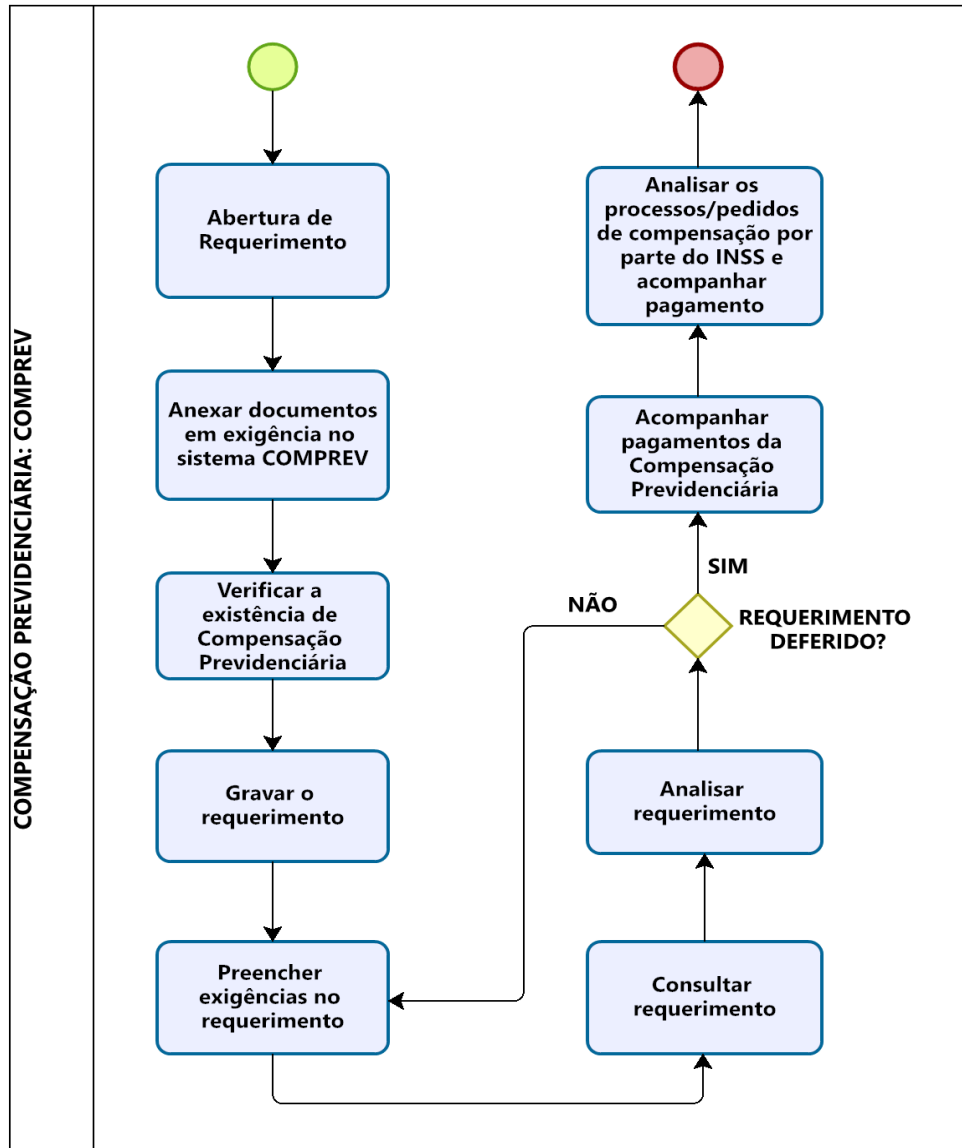 COMPENSAÇÃO PREVIDENCIÁRIA: COMPREV
Abertura de
Requerimento
Anexar documentos
em exigência no
sistema COMPREV
Verificar a
existência de
Compensação
Previdenciária
Gravar o
requerimento
Preencher
exigências no
requerimento
Consultar
requerimento
Analisar
requerimento
REQUERIMENTO
DEFERIDO?
NÃO
SIM
Acompanhar
pagamentos da
Compensação
Previdenciária
Analisar os
processos/pedidos
de compensação por
parte do INSS e
acompanhar
pagamento